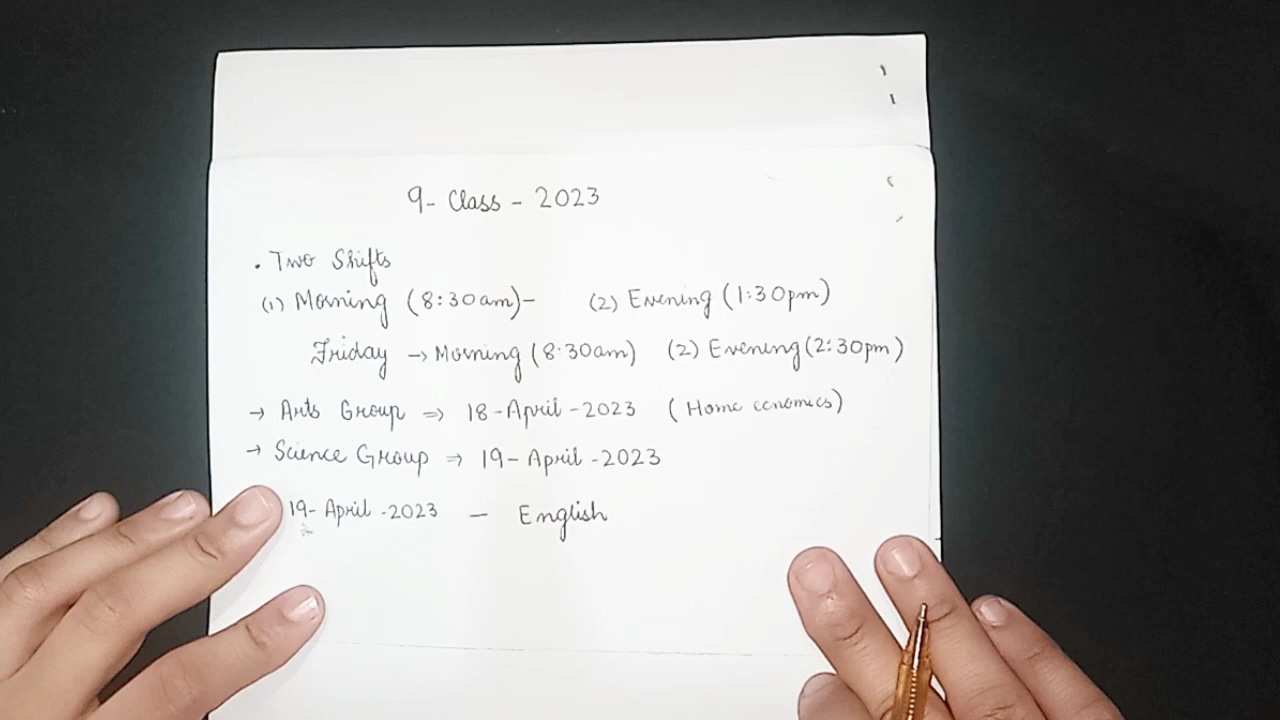 9- Class - 2023
. Two Shifts
(1) Morning (8:30am)- (2) Evening (1:30pm)
Friday → Morning (8:30am) (2) Evening (2:30pm)
→ Arts Group ⇒ 18-April-2023 (Home ecnomics)
→ Science Group ⇒ 19-April-2023
19-April-2023 - English